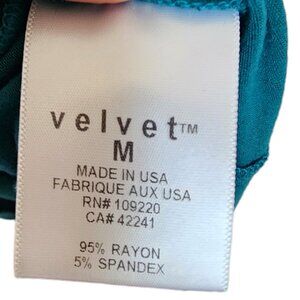 velvet™
M
MADE IN USA
FABRIQUE AUX USA
RN# 109220
CA# 42241
95% RAYON
5% SPANDEX